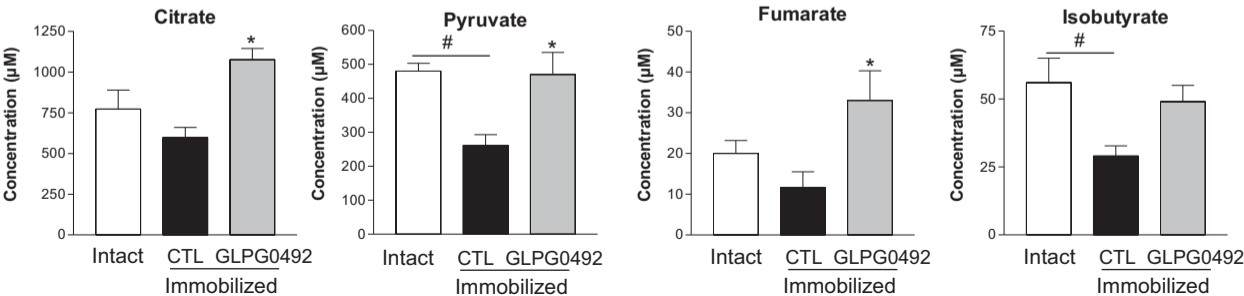 Citrate
Concentration (µM)
1250
1000
750
500
250
0
*
Intact CTL GLPG0492
Immobilized
Pyruvate
Concentration (µM)
600
500
400
300
200
100
0
#
*
Intact CTL GLPG0492
Immobilized
Fumarate
Concentration (µM)
50
40
30
20
10
0
*
Intact CTL GLPG0492
Immobilized
Isobutyrate
Concentration (µM)
75
50
25
0
#
Intact CTL GLPG0492
Immobilized